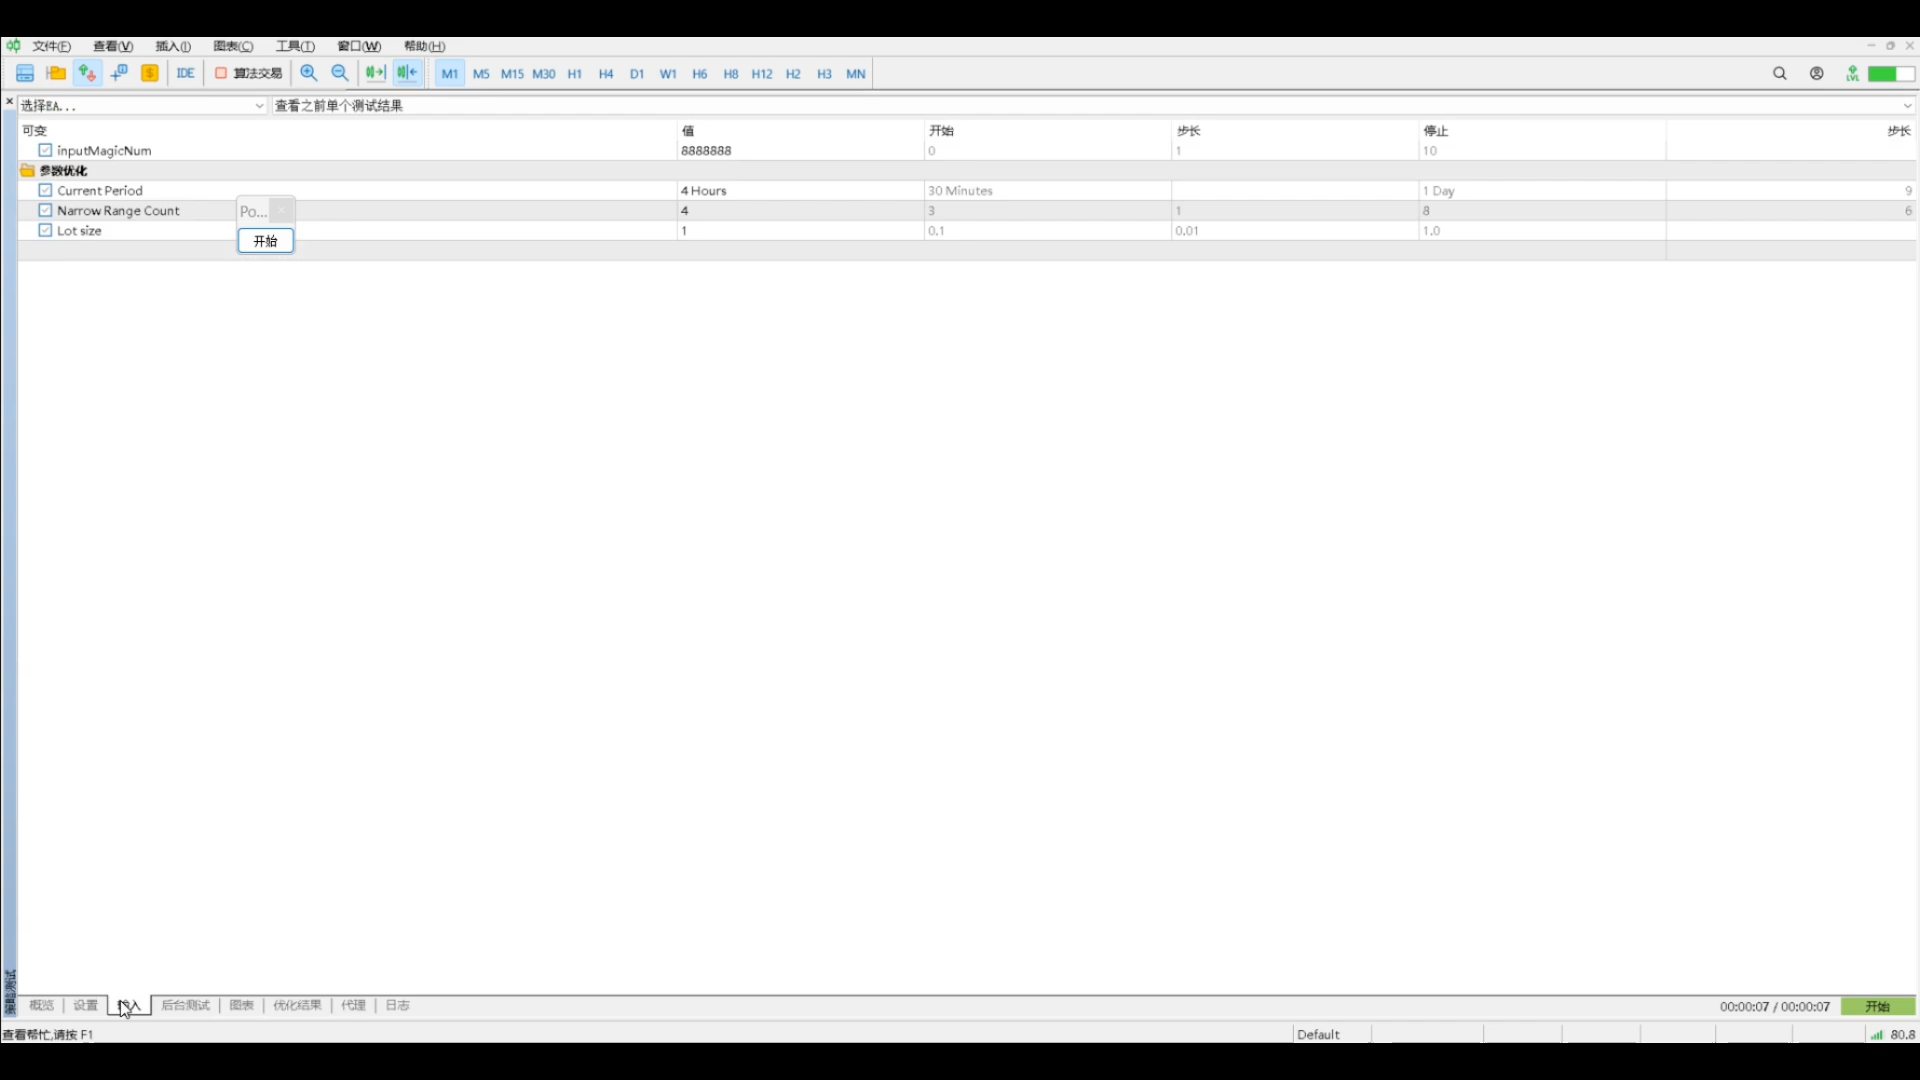 文件(F) 查看(V) 插入(I) 图表(C) 工具(T) 窗口(W) 帮助(H)
IDE 算法交易 M1 M5 M15 M30 H1 H4 D1 W1 H6 H8 H12 H2 H3 MN LVL
选择EA... 查看之前单个测试结果
可变 值 开始 步长 停止 步长
inputMagicNum 8888888 0 1 10
参数优化
Current Period 4 Hours 30 Minutes 1 Day 9
Narrow Range Count 4 3 1 8 6
Po...
Lot size 1 0.1 0.01 1.0
开始
策略测试
概览 设置 入 后台测试 图表 优化结果 代理 日志 00:00:07 / 00:00:07 开始
查看帮忙,请按 F1 Default 80.8